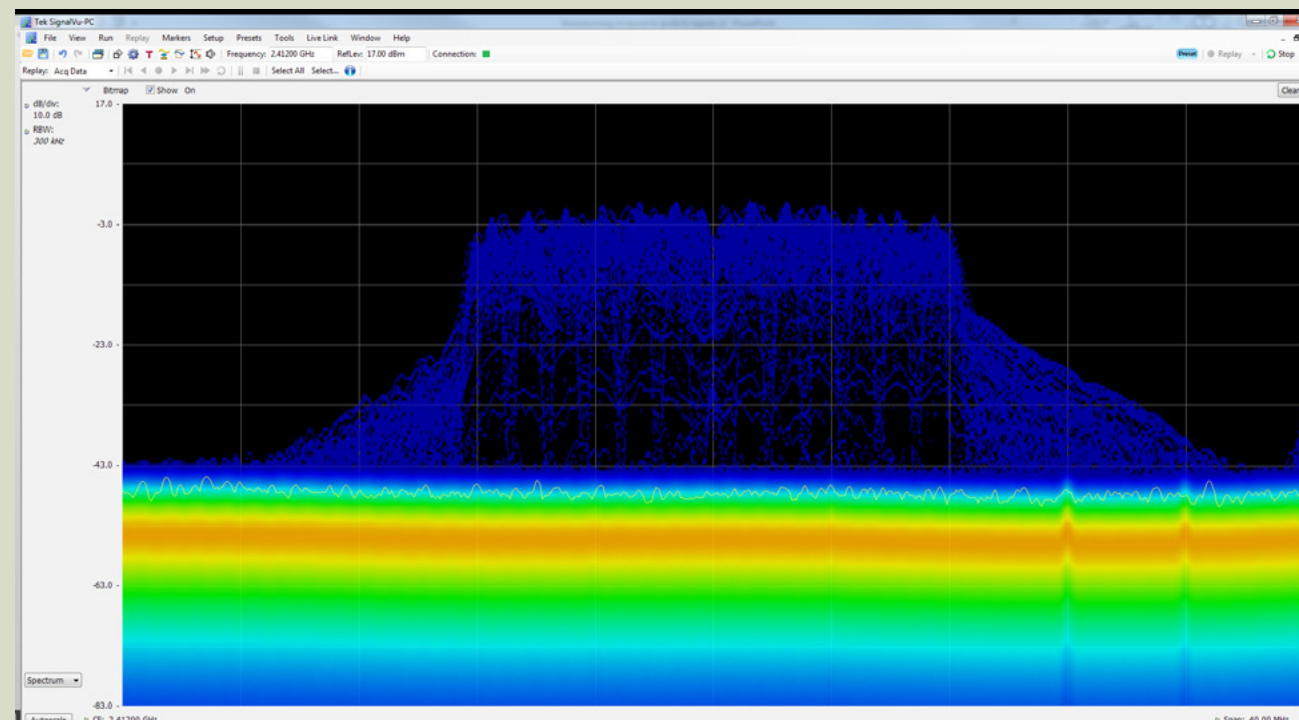 Tek SignalVu-PC
File View Run Replay Markers Setup Presets Tools Live Link Window Help
Frequency: 2.41200 GHz RefLev: 17.00 dBm Connection:
Preset Replay Stop
Replay: Acq Data Select All Select...
Bitmap Show On
Clear
dB/div:
10.0 dB
RBW:
300 kHz
17.0
-3.0
-23.0
-43.0
-63.0
-83.0
Spectrum
Autoscale CF: 2.41200 GHz Span: 40.00 MHz